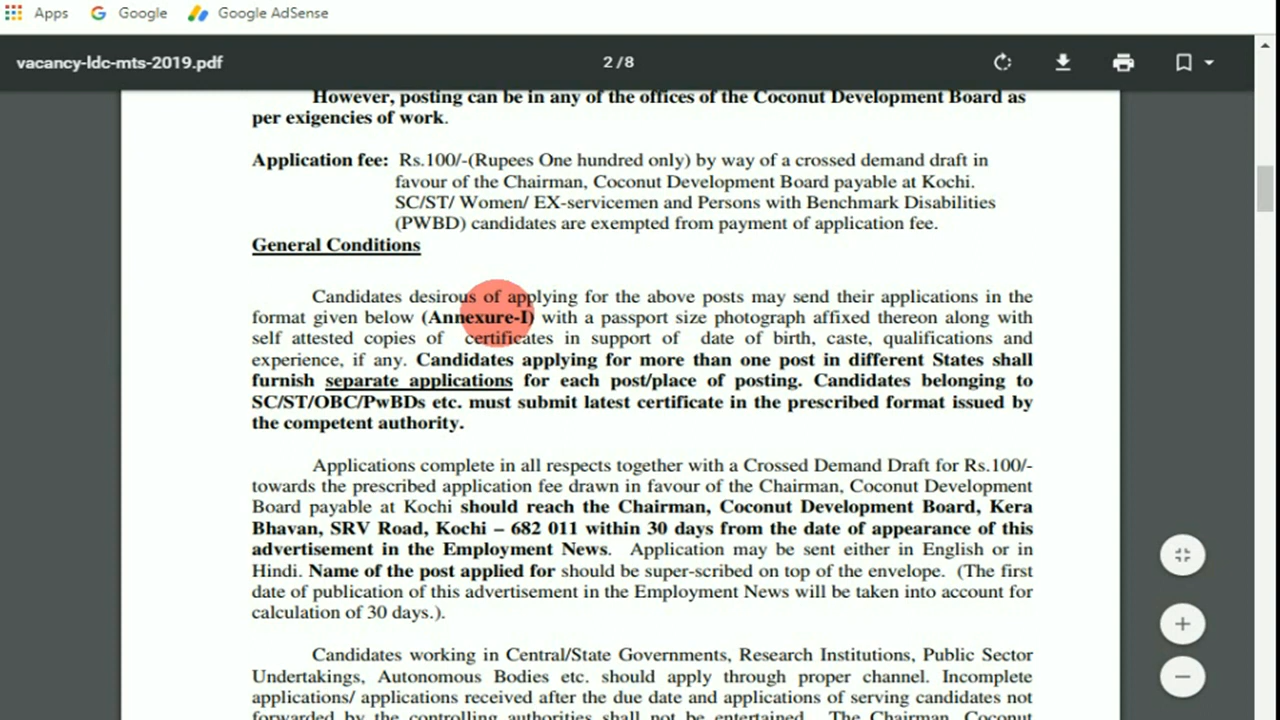 Apps Google Google AdSense
vacancy-ldc-mts-2019.pdf 2 / 8
However, posting can be in any of the offices of the Coconut Development Board as
per exigencies of work.
Application fee: Rs.100/-(Rupees One hundred only) by way of a crossed demand draft in
favour of the Chairman, Coconut Development Board payable at Kochi.
SC/ST/ Women/ EX-servicemen and Persons with Benchmark Disabilities
(PWBD) candidates are exempted from payment of application fee.
General Conditions
Candidates desirous of applying for the above posts may send their applications in the
format given below (Annexure-I) with a passport size photograph affixed thereon along with
self attested copies of certificates in support of date of birth, caste, qualifications and
experience, if any. Candidates applying for more than one post in different States shall
furnish separate applications for each post/place of posting. Candidates belonging to
SC/ST/OBC/PwBDs etc. must submit latest certificate in the prescribed format issued by
the competent authority.
Applications complete in all respects together with a Crossed Demand Draft for Rs.100/-
towards the prescribed application fee drawn in favour of the Chairman, Coconut Development
Board payable at Kochi should reach the Chairman, Coconut Development Board, Kera
Bhavan, SRV Road, Kochi – 682 011 within 30 days from the date of appearance of this
advertisement in the Employment News. Application may be sent either in English or in
Hindi. Name of the post applied for should be super-scribed on top of the envelope. (The first
date of publication of this advertisement in the Employment News will be taken into account for
calculation of 30 days.).
Candidates working in Central/State Governments, Research Institutions, Public Sector
Undertakings, Autonomous Bodies etc. should apply through proper channel. Incomplete
applications/ applications received after the due date and applications of serving candidates not
forwarded by the controlling authorities shall not be entertained. The Chairman, Coconut